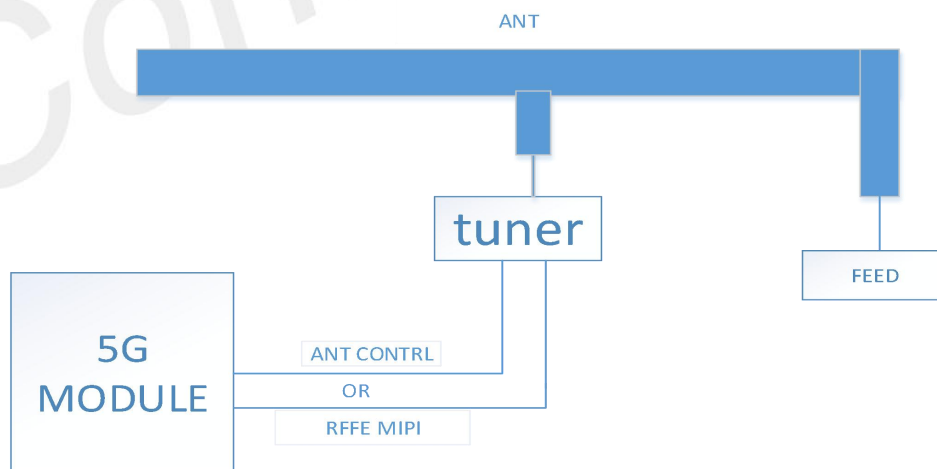 ANT
tuner
FEED
5G
MODULE
ANT CONTRL
OR
RFFE MIPI